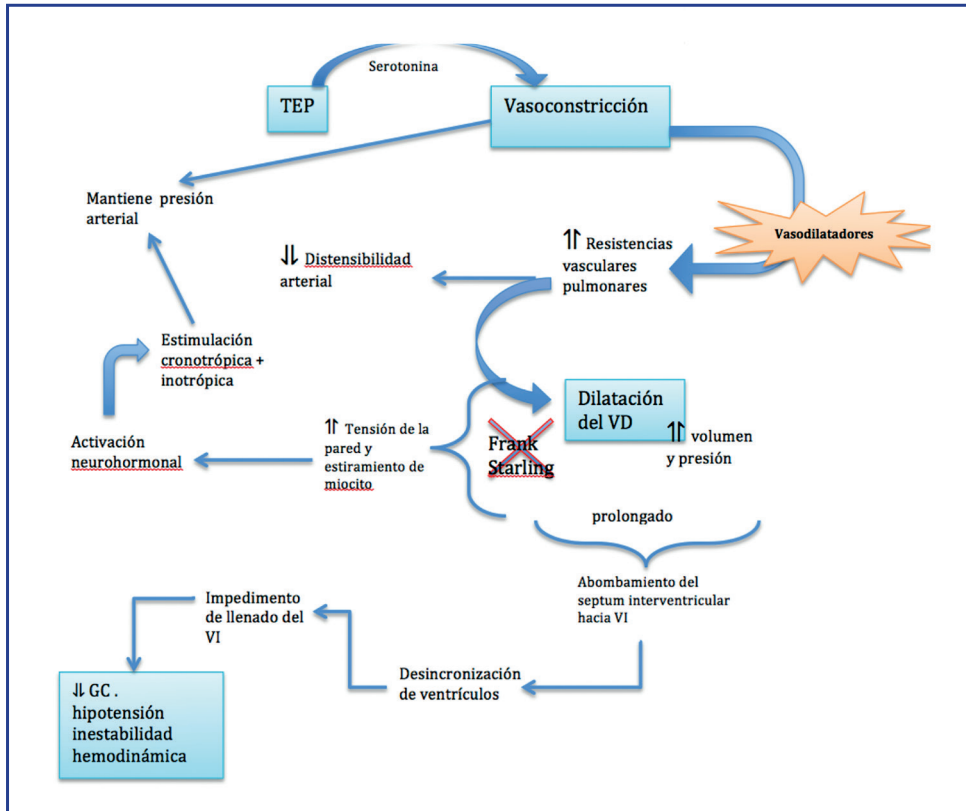 Serotonina
TEP
Vasoconstricción
Mantiene presión
arterial
Vasodilatadores
⇈ Resistencias
vasculares
pulmonares
⇊ Distensibilidad
arterial
Estimulación
cronotrópica +
inotrópica
Dilatación
del VD
⇈ volumen
y presión
⇈ Tensión de la
pared y
estiramiento de
miocito
Frank
Starling
Activación
neurohormonal
prolongado
Abombamiento del
septum interventricular
hacia VI
Impedimento
de llenado del
VI
Desincronización
de ventrículos
⇊ GC .
hipotensión
inestabilidad
hemodinámica